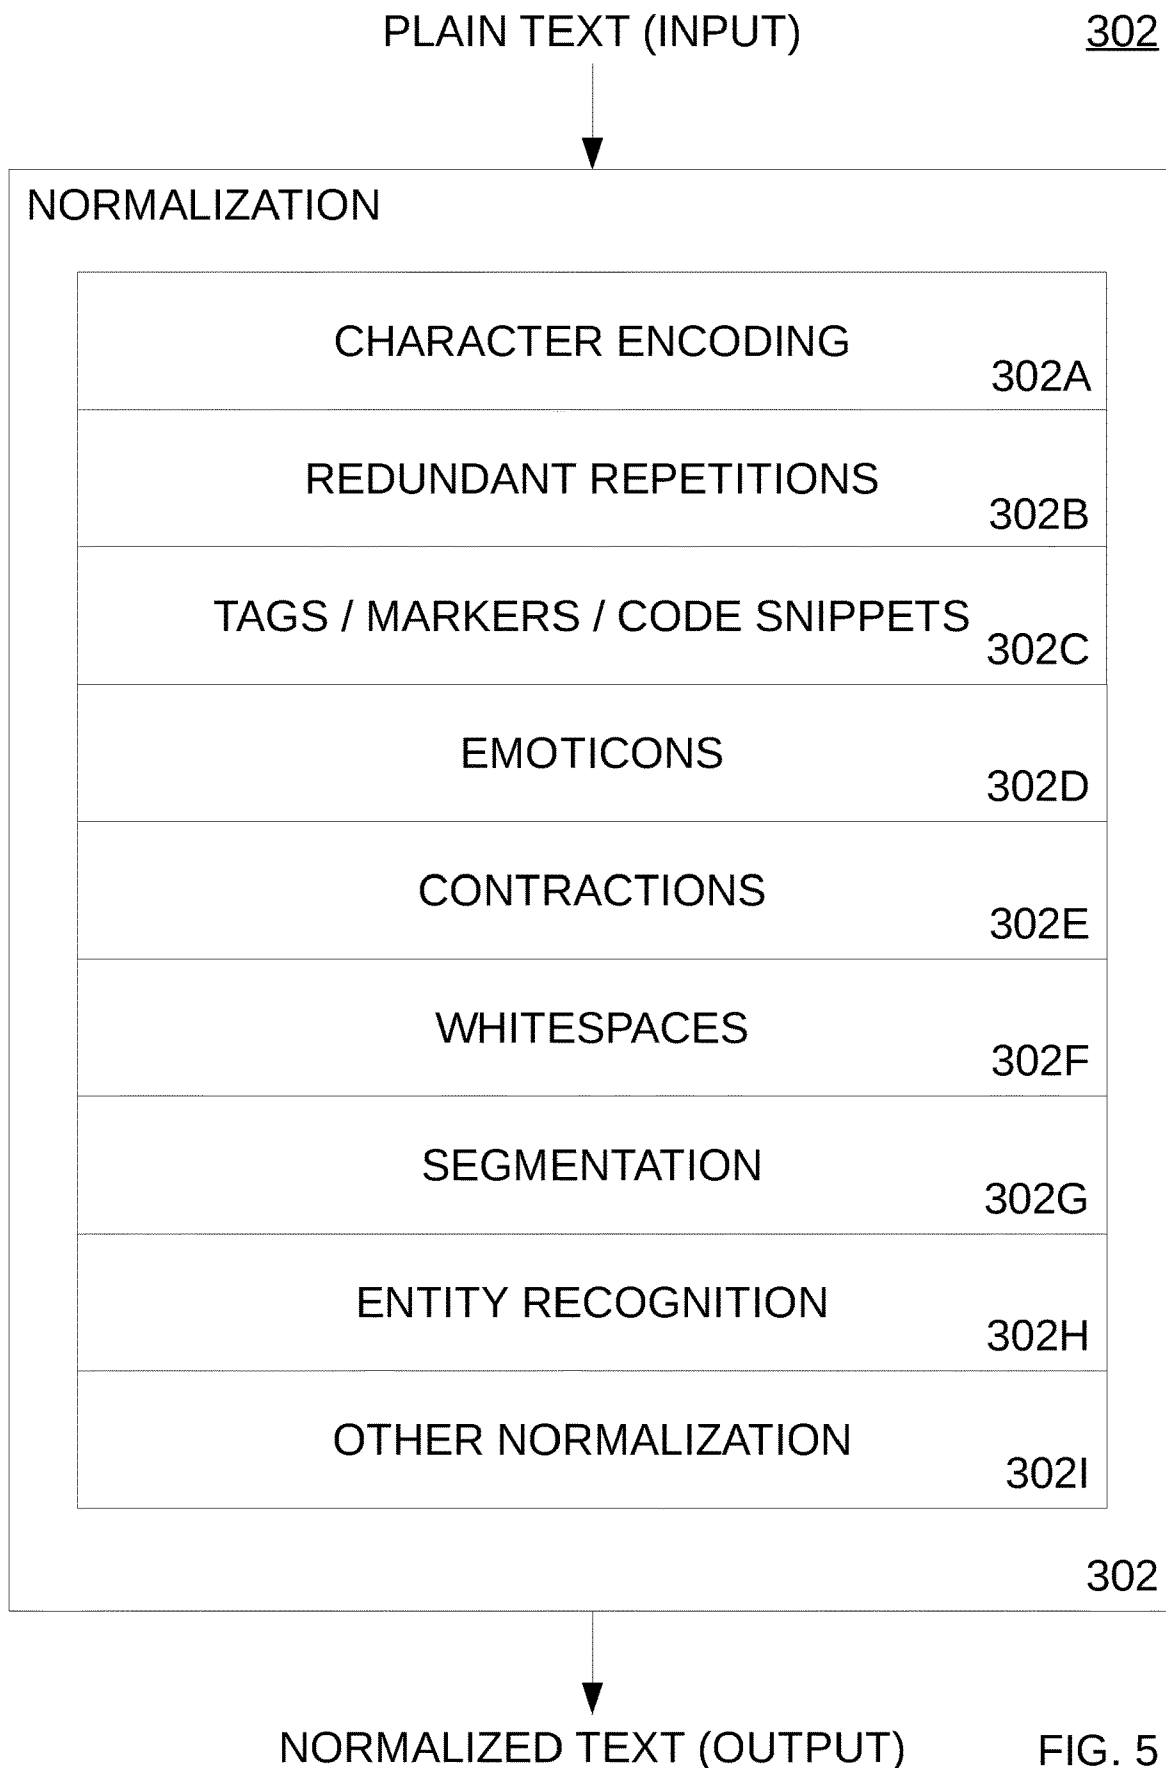 PLAIN TEXT (INPUT) 302
NORMALIZATION
CHARACTER ENCODING
302A
REDUNDANT REPETITIONS
302B
TAGS / MARKERS / CODE SNIPPETS
302C
EMOTICONS
302D
CONTRACTIONS
302E
WHITESPACES
302F
SEGMENTATION
302G
ENTITY RECOGNITION
302H
OTHER NORMALIZATION
302I
302
NORMALIZED TEXT (OUTPUT) FIG. 5